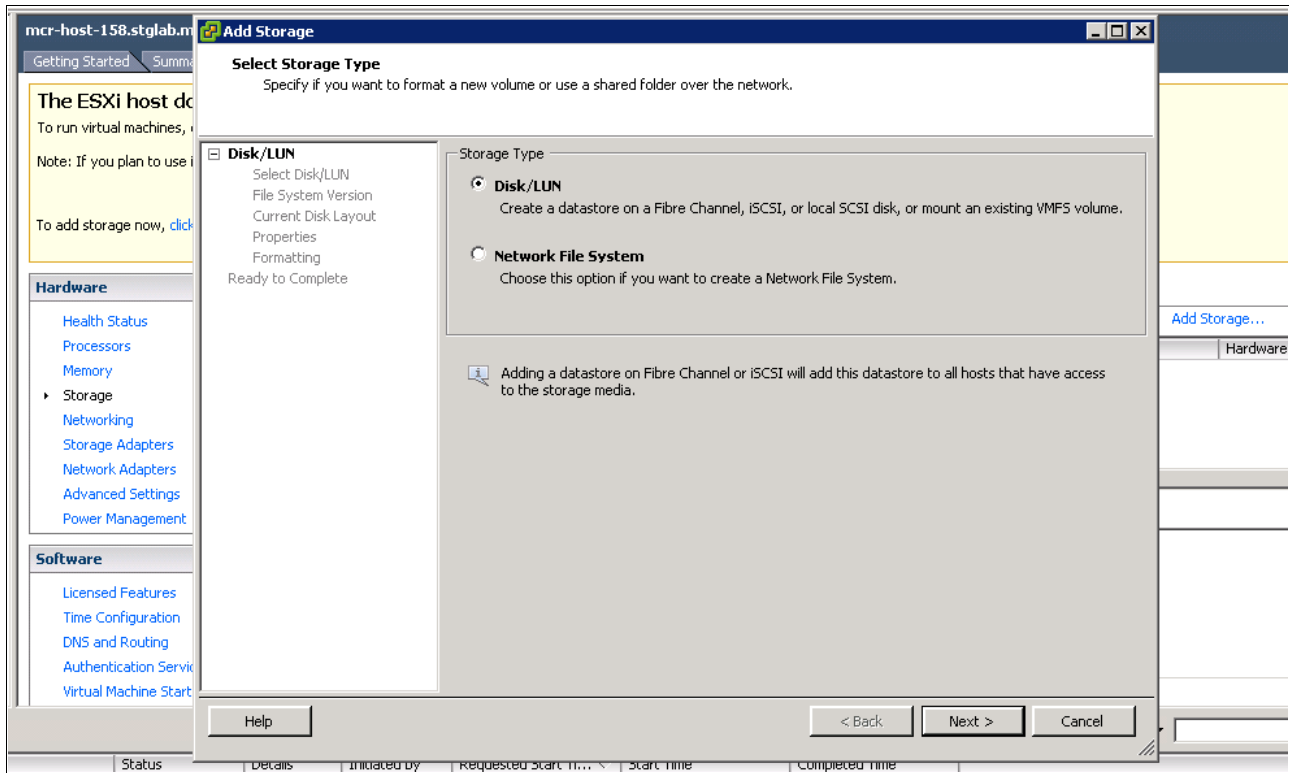 mcr-host-158.stglab.m
Getting Started
Summa
The ESXi host do
To run virtual machines,
Note: If you plan to use i
To add storage now, click
Hardware
Health Status
Processors
Memory
Storage
Networking
Storage Adapters
Network Adapters
Advanced Settings
Power Management
Software
Licensed Features
Time Configuration
DNS and Routing
Authentication Servic
Virtual Machine Start
Add Storage
Select Storage Type
Specify if you want to format a new volume or use a shared folder over the network.
Disk/LUN
Select Disk/LUN
File System Version
Current Disk Layout
Properties
Formatting
Ready to Complete
Storage Type
Disk/LUN
Create a datastore on a Fibre Channel, iSCSI, or local SCSI disk, or mount an existing VMFS volume.
Network File System
Choose this option if you want to create a Network File System.
Adding a datastore on Fibre Channel or iSCSI will add this datastore to all hosts that have access
to the storage media.
Help
< Back
Next >
Cancel
Add Storage...
Hardware
Status
Details
Initiated by
Requested Start Ti...
Start Time
Completed Time